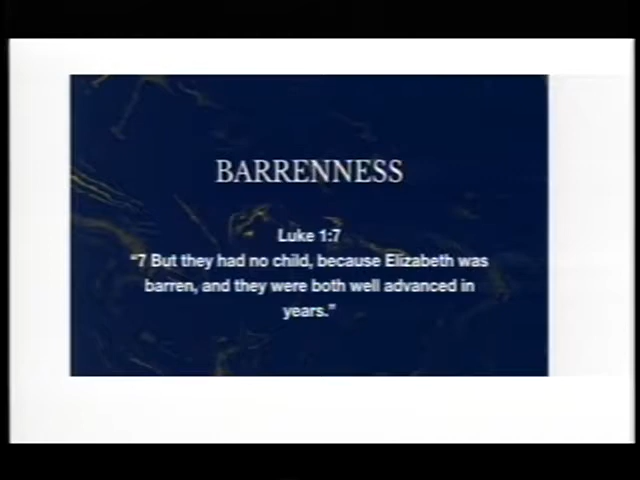 BARRENNESS
Luke 1:7
“7 But they had no child, because Elizabeth was
barren, and they were both well advanced in
years.”